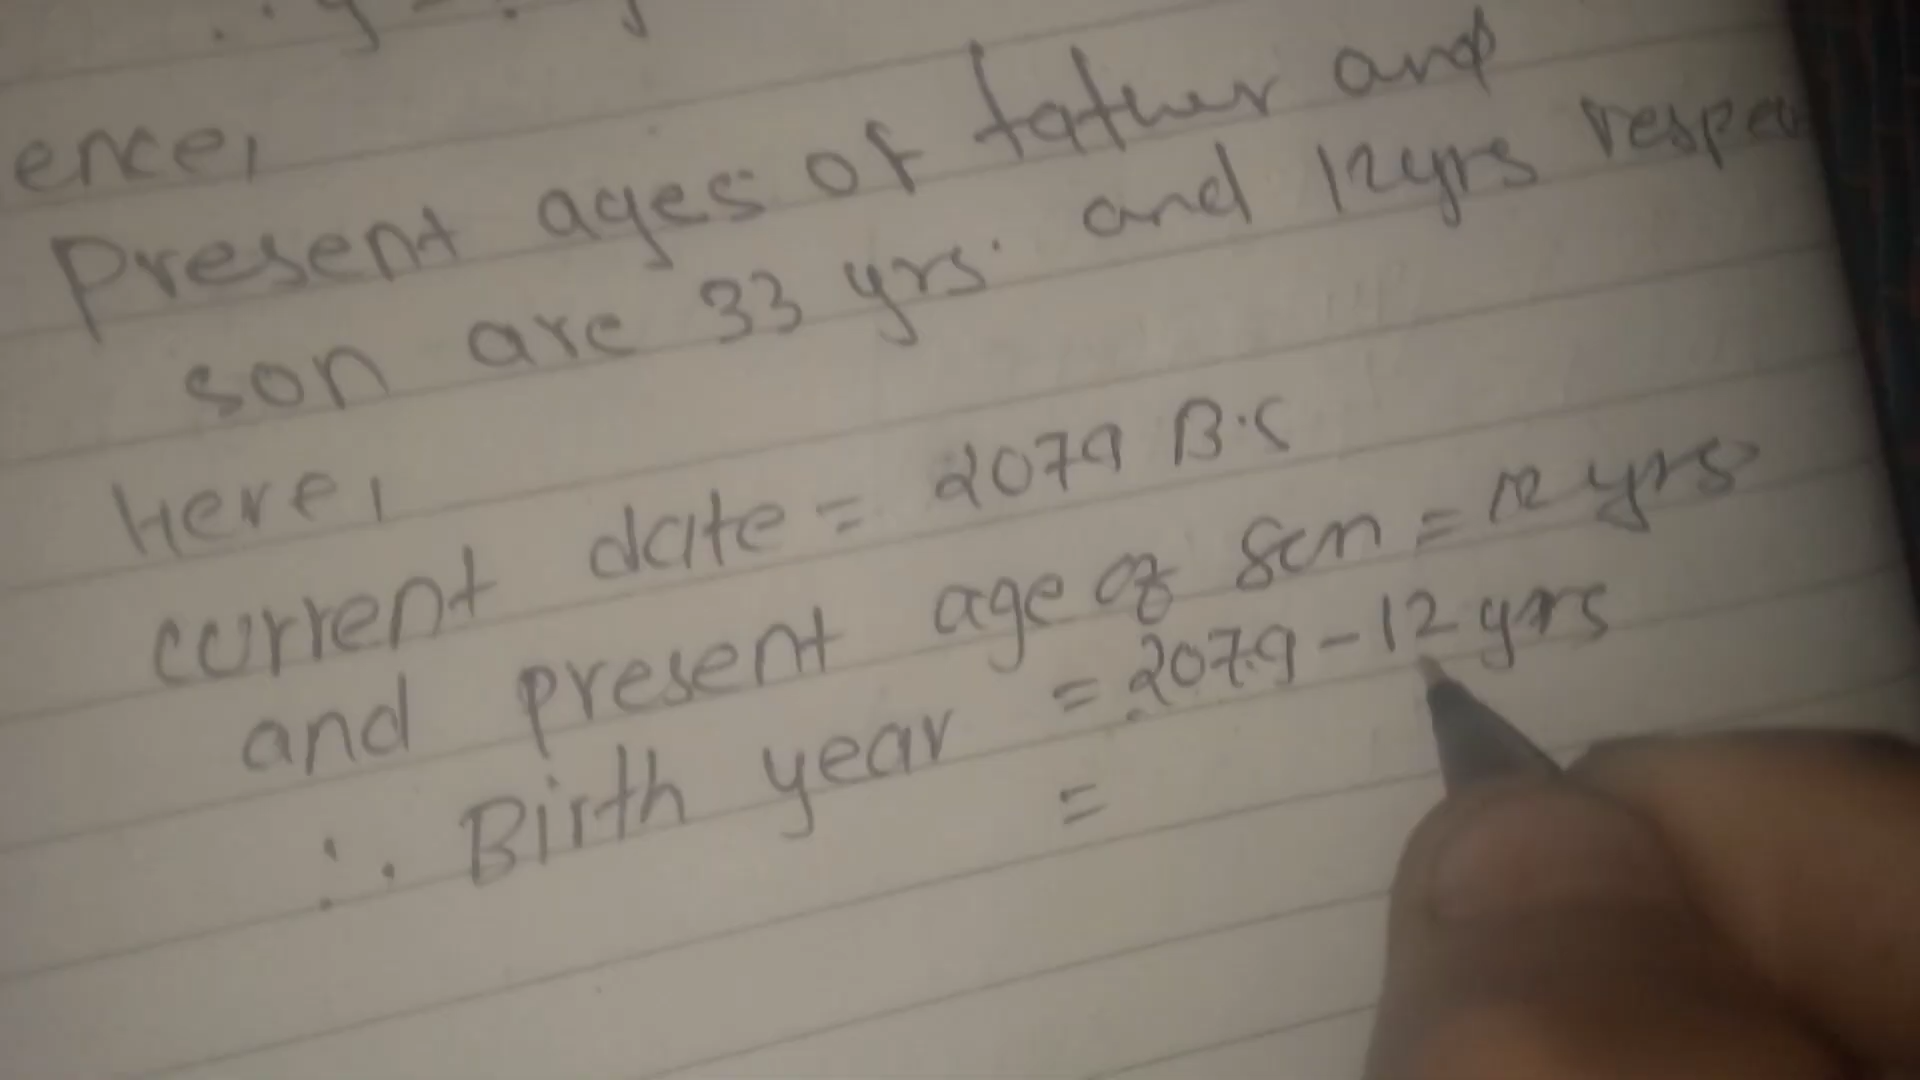 ence,
Present ages of father and
son are 33 yrs. and 12yrs respec
Here,
current date = 2079 B.S
and present age of son = 12 yrs
∴ Birth year = 2079 - 12 yrs
=